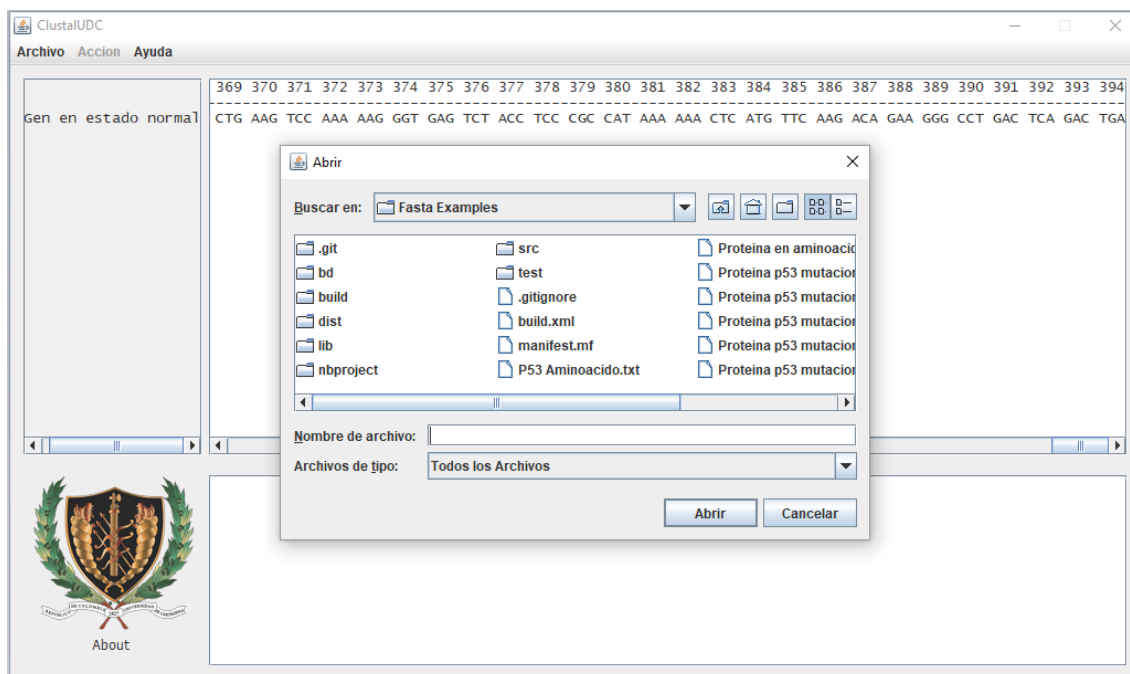 ClustalUDC
Archivo Accion Ayuda
369 370 371 372 373 374 375 376 377 378 379 380 381 382 383 384 385 386 387 388 389 390 391 392 393 394
Gen en estado normal CTG AAG TCC AAA AAG GGT GAG TCT ACC TCC CGC CAT AAA AAA CTC ATG TTC AAG ACA GAA GGG CCT GAC TCA GAC TGA
Abrir
Buscar en: Fasta Examples
.git src Proteina en aminoacid
bd test Proteina p53 mutacion
build .gitignore Proteina p53 mutacion
dist build.xml Proteina p53 mutacion
lib manifest.mf Proteina p53 mutacion
nbproject P53 Aminoacido.txt Proteina p53 mutacion
Nombre de archivo:
Archivos de tipo: Todos los Archivos
Abrir Cancelar
About